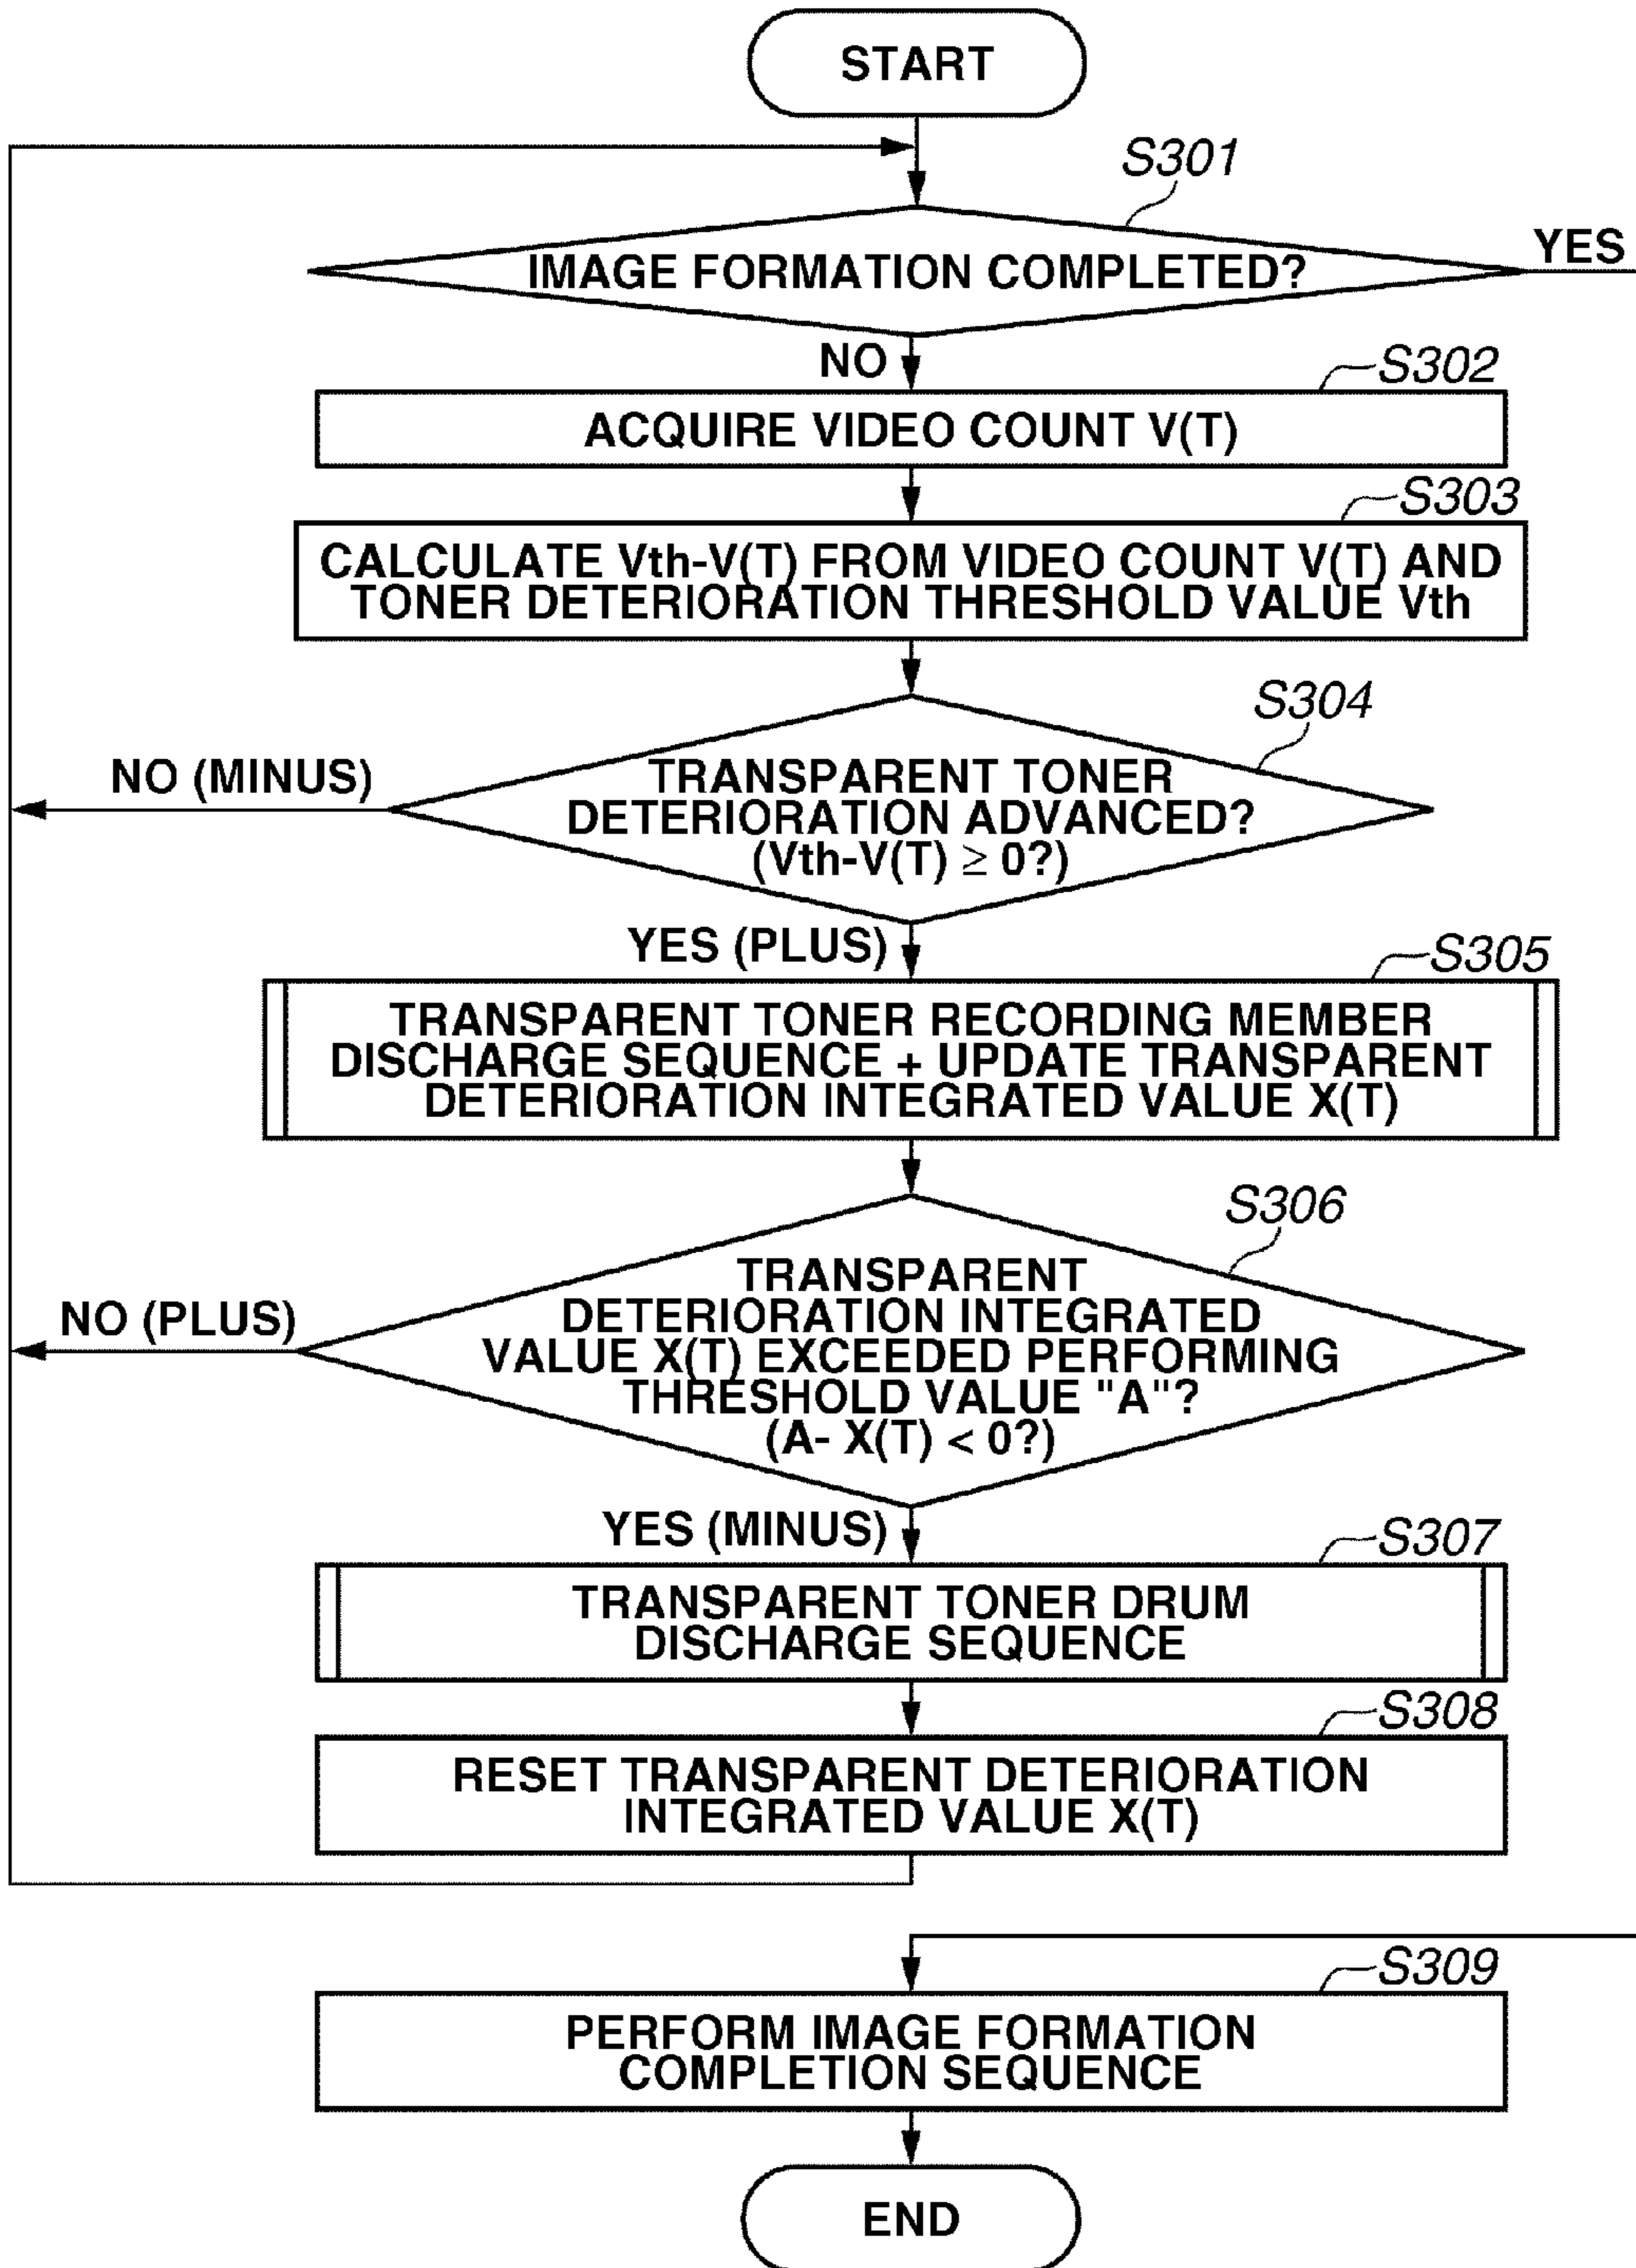 START
S301
IMAGE FORMATION COMPLETED?
YES
NO
S302
ACQUIRE VIDEO COUNT V(T)
S303
CALCULATE Vth-V(T) FROM VIDEO COUNT V(T) AND
TONER DETERIORATION THRESHOLD VALUE Vth
S304
NO (MINUS)
TRANSPARENT TONER
DETERIORATION ADVANCED?
(Vth-V(T) ≥ 0?)
YES (PLUS)
S305
TRANSPARENT TONER RECORDING MEMBER
DISCHARGE SEQUENCE + UPDATE TRANSPARENT
DETERIORATION INTEGRATED VALUE X(T)
S306
NO (PLUS)
TRANSPARENT
DETERIORATION INTEGRATED
VALUE X(T) EXCEEDED PERFORMING
THRESHOLD VALUE "A"?
(A- X(T) < 0?)
YES (MINUS)
S307
TRANSPARENT TONER DRUM
DISCHARGE SEQUENCE
S308
RESET TRANSPARENT DETERIORATION
INTEGRATED VALUE X(T)
S309
PERFORM IMAGE FORMATION
COMPLETION SEQUENCE
END